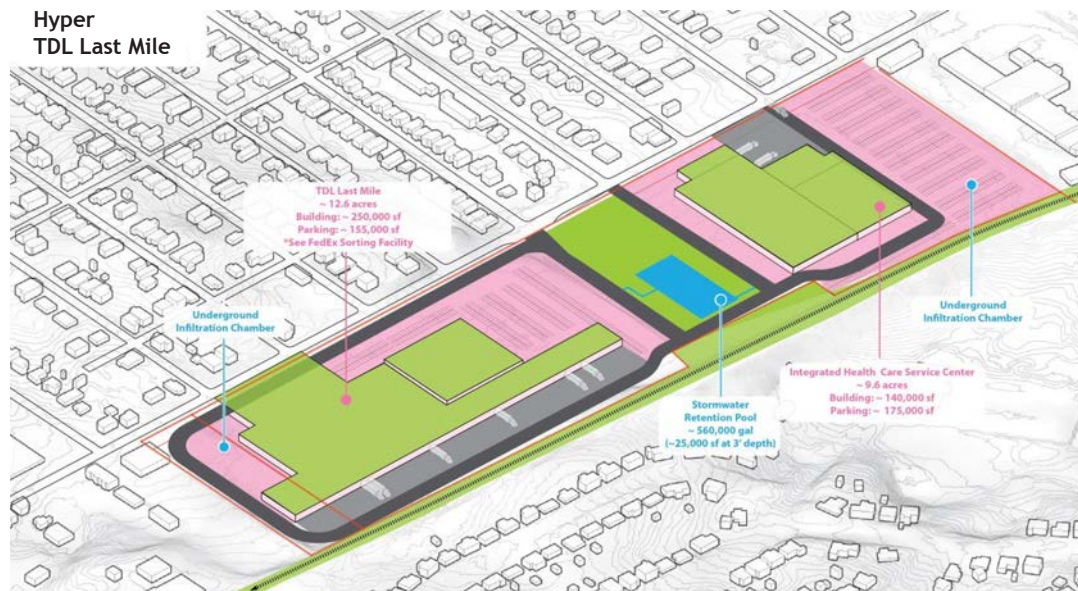 Hyper
TDL Last Mile
TDL Last Mile
~ 12.6 acres
Building: ~ 250,000 sf
Parking: ~ 155,000 sf
*See FedEx Sorting Facility
Underground
Infiltration Chamber
Stormwater
Retention Pool
~ 560,000 gal
(~25,000 sf at 3' depth)
Integrated Health Care Service Center
~ 9.6 acres
Building: ~ 140,000 sf
Parking: ~ 175,000 sf
Underground
Infiltration Chamber